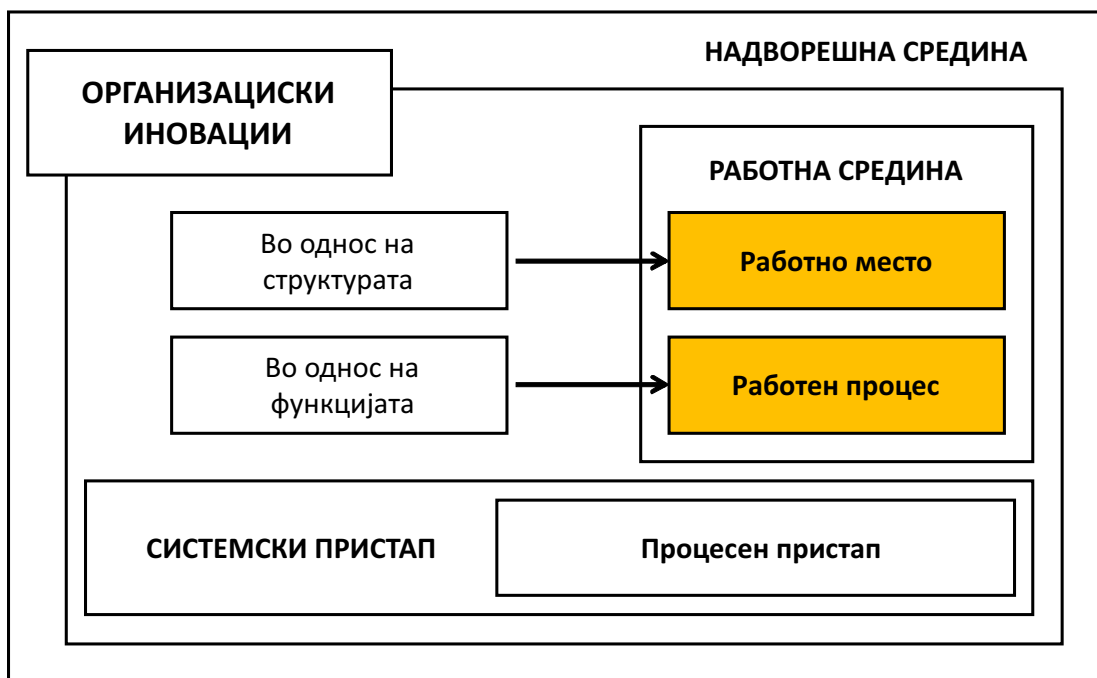 НАДВОРЕШНА СРЕДИНА
ОРГАНИЗАЦИСКИ
ИНОВАЦИИ
РАБОТНА СРЕДИНА
Во однос на
структурата
Работно место
Во однос на
функцијата
Работен процес
СИСТЕМСКИ ПРИСТАП
Процесен пристап